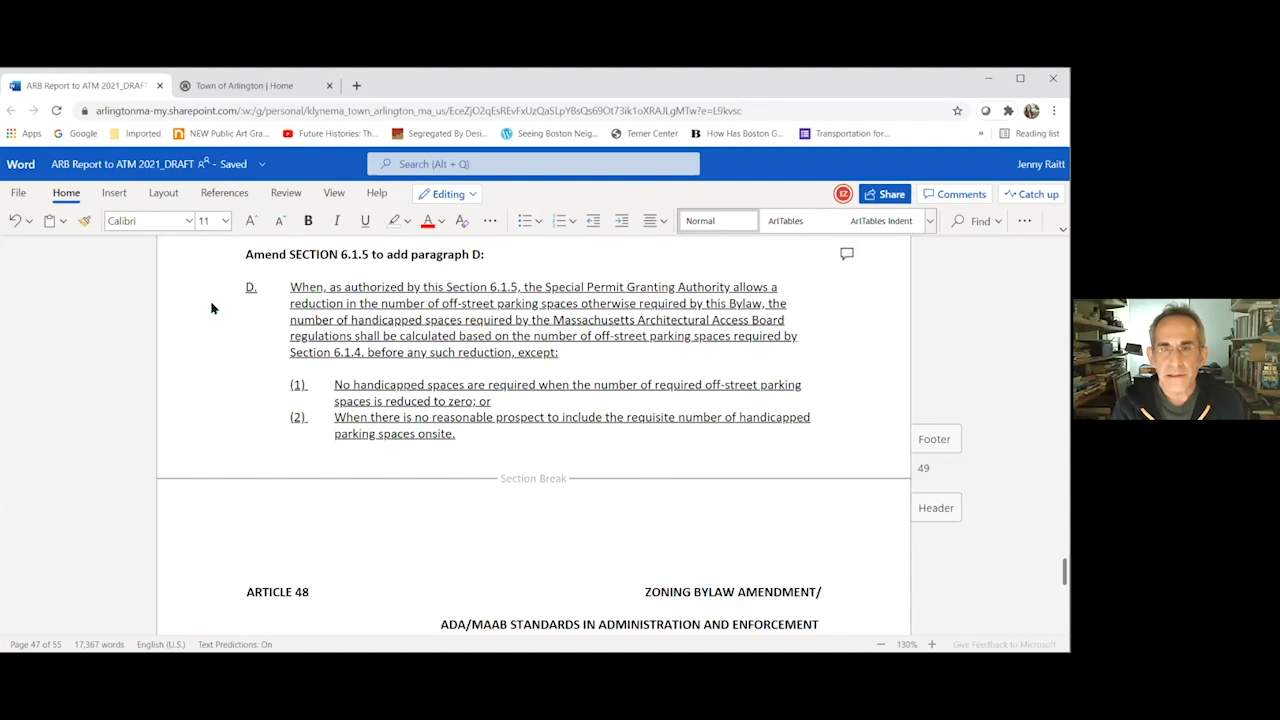 ARB Report to ATM 2021_DRAFT
Town of Arlington | Home
arlingtonma-my.sharepoint.com/:w:/g/personal/klynema_town_arlington_ma_us/EceZjO2qEsREvFxUzQaSLpYBsQs69Ot73ik1oXRAJLgMTw?e=L9kvsc
Apps Google Imported NEW Public Art Gra... Future Histories: Th... Segregated By Desi... Seeing Boston Neig... Terner Center How Has Boston G... Transportation for... » Reading list
Word ARB Report to ATM 2021_DRAFT - Saved Search (Alt + Q) Jenny Raitt
File Home Insert Layout References Review View Help Editing EZ Share Comments Catch up
Calibri 11 A A B I U A A Normal ArlTables ArlTables Indent Find
Amend SECTION 6.1.5 to add paragraph D:
D. When, as authorized by this Section 6.1.5, the Special Permit Granting Authority allows a
reduction in the number of off-street parking spaces otherwise required by this Bylaw, the
number of handicapped spaces required by the Massachusetts Architectural Access Board
regulations shall be calculated based on the number of off-street parking spaces required by
Section 6.1.4. before any such reduction, except:
(1) No handicapped spaces are required when the number of required off-street parking
spaces is reduced to zero; or
(2) When there is no reasonable prospect to include the requisite number of handicapped
parking spaces onsite.
Footer
49
Section Break
Header
ARTICLE 48 ZONING BYLAW AMENDMENT/
ADA/MAAB STANDARDS IN ADMINISTRATION AND ENFORCEMENT
Page 47 of 55 17,367 words English (U.S.) Text Predictions: On 130% Give Feedback to Microsoft